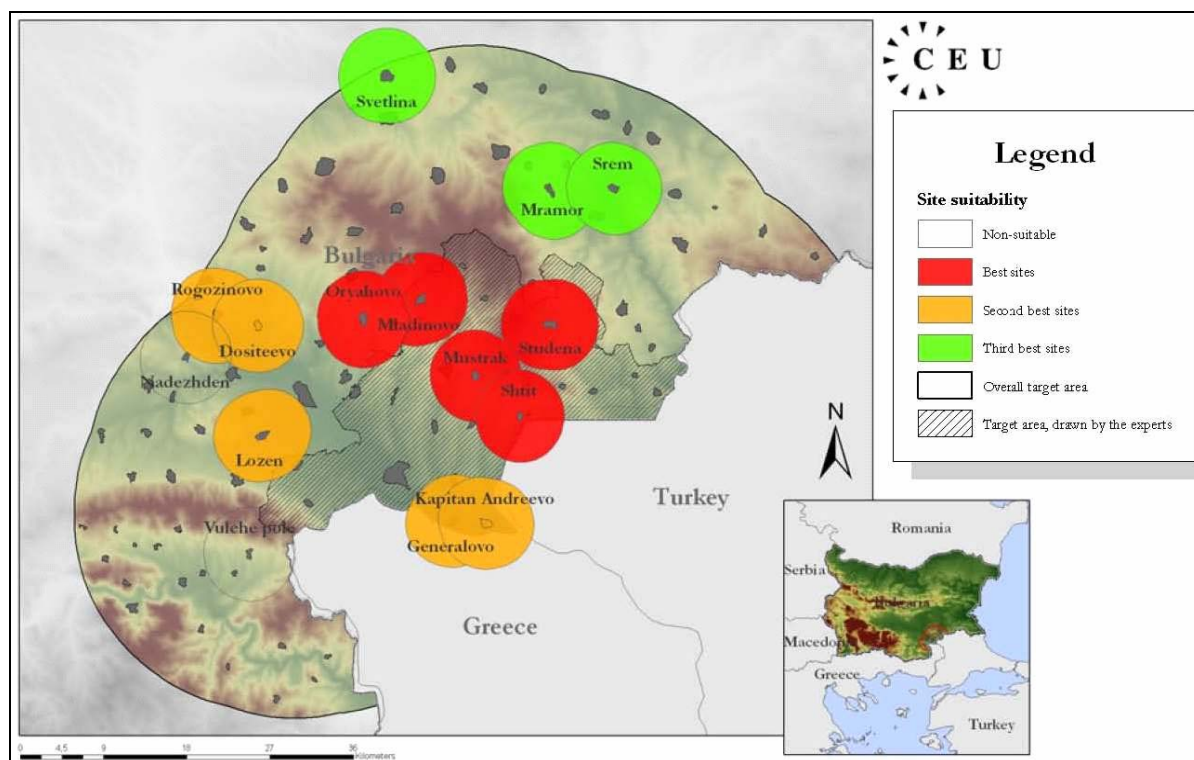 Svetlina
Srem
Mramor
Bulgaria
Rogozinovo
Oryahovo
Mladinovo
Dositeevo
Studena
Mustrak
Nadezhden
Shtit
Lozen
Kapitan Andreevo
Turkey
Vulche pole
Generalovo
Greece
N
0 4,5 9 18 27 36
Kilometers
CEU
Legend
Site suitability
Non-suitable
Best sites
Second best sites
Third best sites
Overall target area
Target area, drawn by the experts
Romania
Serbia
Bulgaria
Macedonia
Greece
Turkey